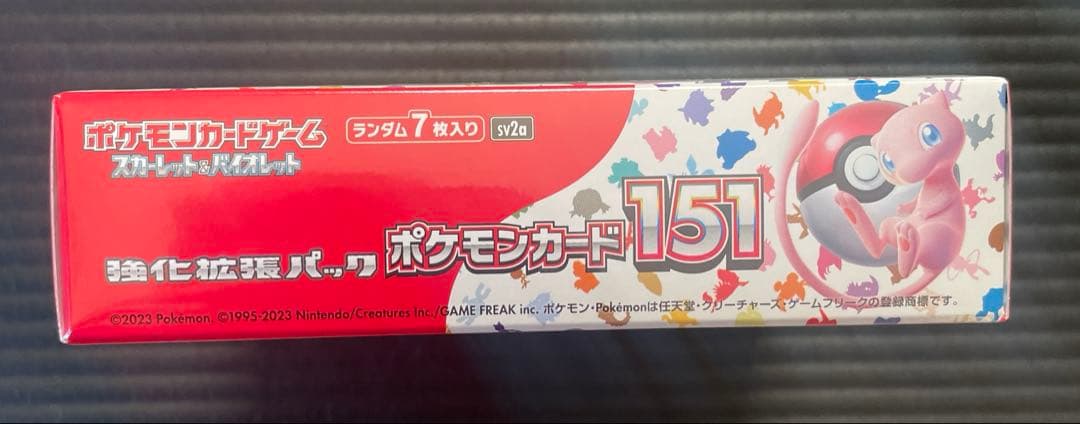 ポケモンカードゲーム
スカーレット&バイオレット
ランダム7枚入り sv2a
強化拡張パック ポケモンカード151
©2023 Pokémon. ©1995-2023 Nintendo/Creatures Inc./GAME FREAK inc. ポケモン・Pokémonは任天堂・クリーチャーズ・ゲームフリークの登録商標です。